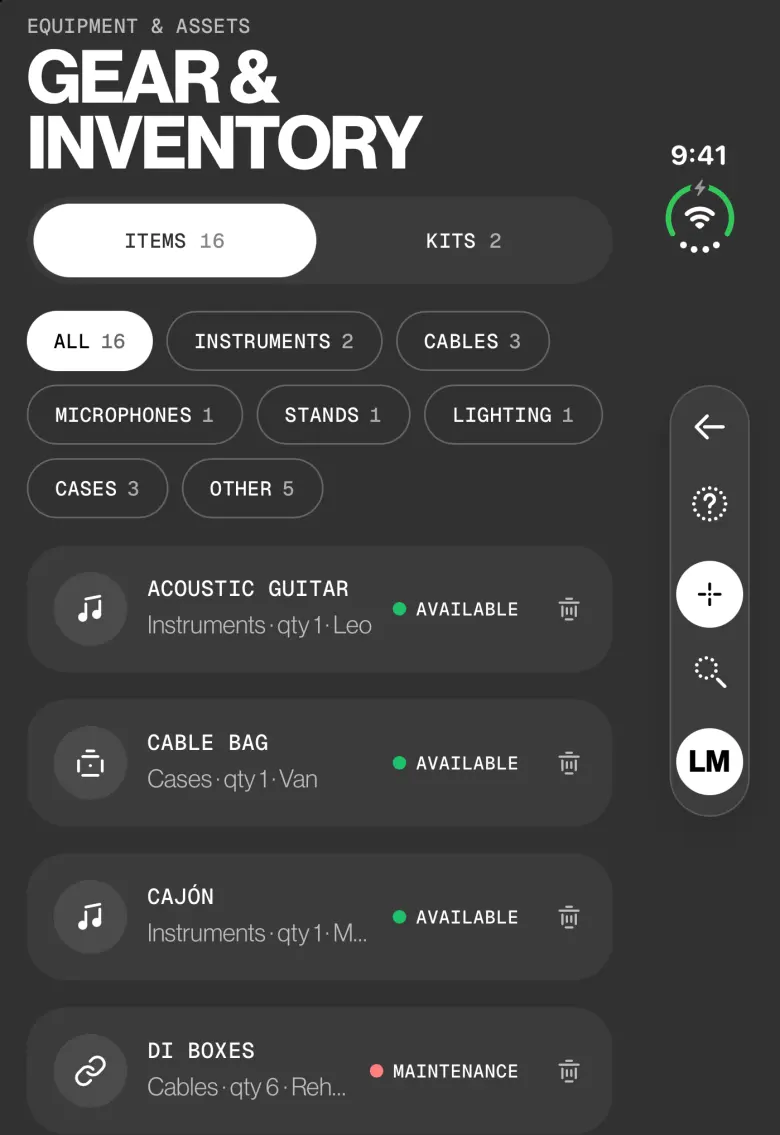 EQUIPMENT & ASSETS
GEAR &
INVENTORY
9:41
ITEMS 16
KITS 2
ALL 16
INSTRUMENTS 2
CABLES 3
MICROPHONES 1
STANDS 1
LIGHTING 1
CASES 3
OTHER 5
ACOUSTIC GUITAR
Instruments · qty 1 · Leo
AVAILABLE
CABLE BAG
Cases · qty 1 · Van
AVAILABLE
LM
CAJÓN
Instruments · qty 1 · M...
AVAILABLE
DI BOXES
Cables · qty 6 · Reh...
MAINTENANCE